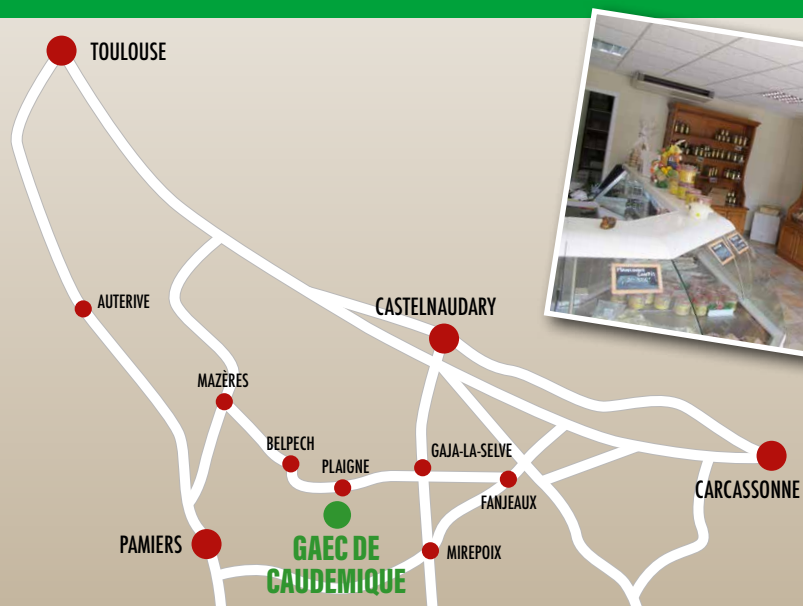 TOULOUSE
AUTERIVE
CASTELNAUDARY
MAZÈRES
BELPECH
PLAIGNE
GAJA-LA-SELVE
FANJEAUX
CARCASSONNE
PAMIERS
GAEC DE
CAUDEMIQUE
MIREPOIX